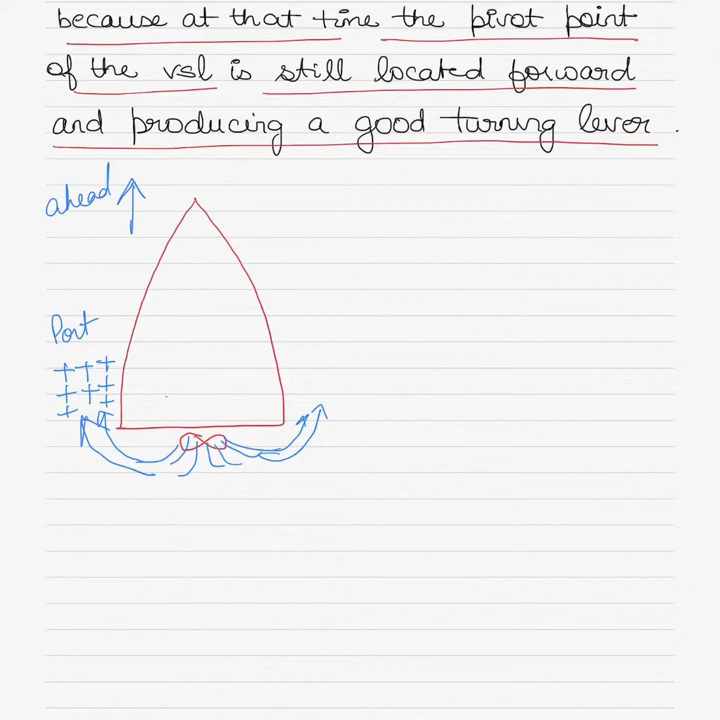 because at that time the pivot point
of the vsl is still located forward
and producing a good turning lever.
ahead
Port